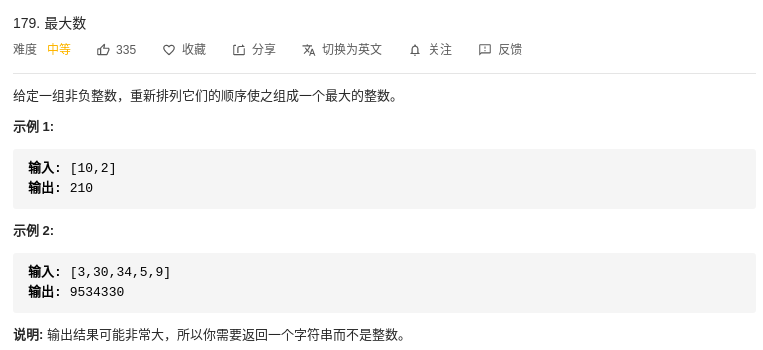 179. 最大数
难度 中等 335 收藏 分享 切换为英文 关注 反馈
给定一组非负整数，重新排列它们的顺序使之组成一个最大的整数。
示例 1:
输入: [10,2]
输出: 210
示例 2:
输入: [3,30,34,5,9]
输出: 9534330
说明: 输出结果可能非常大，所以你需要返回一个字符串而不是整数。